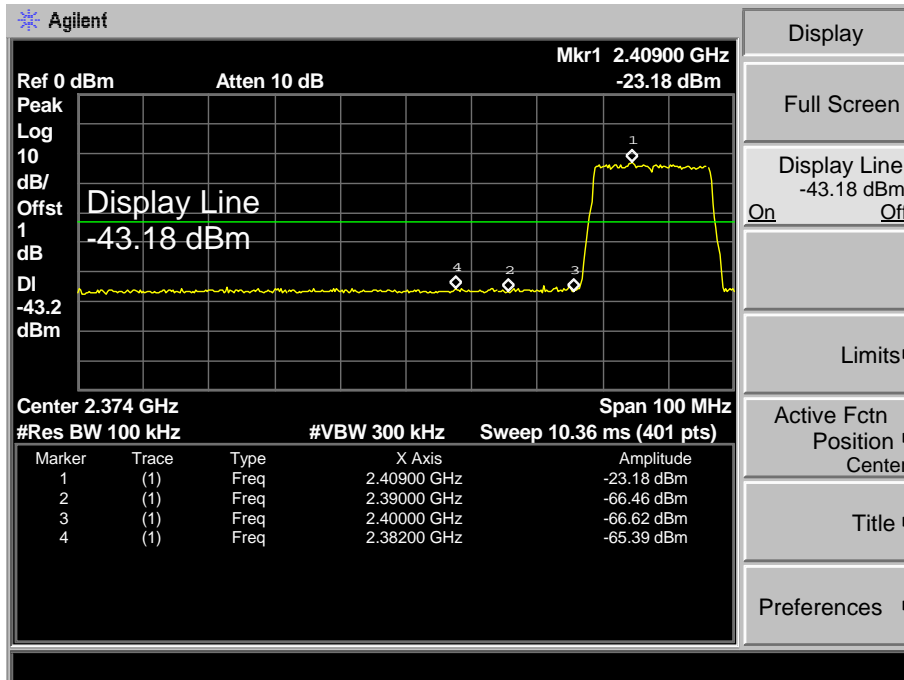 Agilent
Mkr1 2.40900 GHz
Ref 0 dBm Atten 10 dB -23.18 dBm
Peak
Log
10
dB/
Offst
1
dB
DI
-43.2
dBm
1
4 2 3
Display Line
-43.18 dBm
Center 2.374 GHz Span 100 MHz
#Res BW 100 kHz #VBW 300 kHz Sweep 10.36 ms (401 pts)
Marker Trace Type X Axis Amplitude
1 (1) Freq 2.40900 GHz -23.18 dBm
2 (1) Freq 2.39000 GHz -66.46 dBm
3 (1) Freq 2.40000 GHz -66.62 dBm
4 (1) Freq 2.38200 GHz -65.39 dBm
Display
Full Screen
Display Line
-43.18 dBm
On Off
Limits
Active Fctn
Position
Center
Title
Preferences